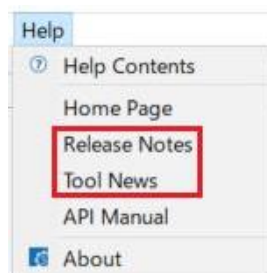 Help
Help Contents
Home Page
Release Notes
Tool News
API Manual
About